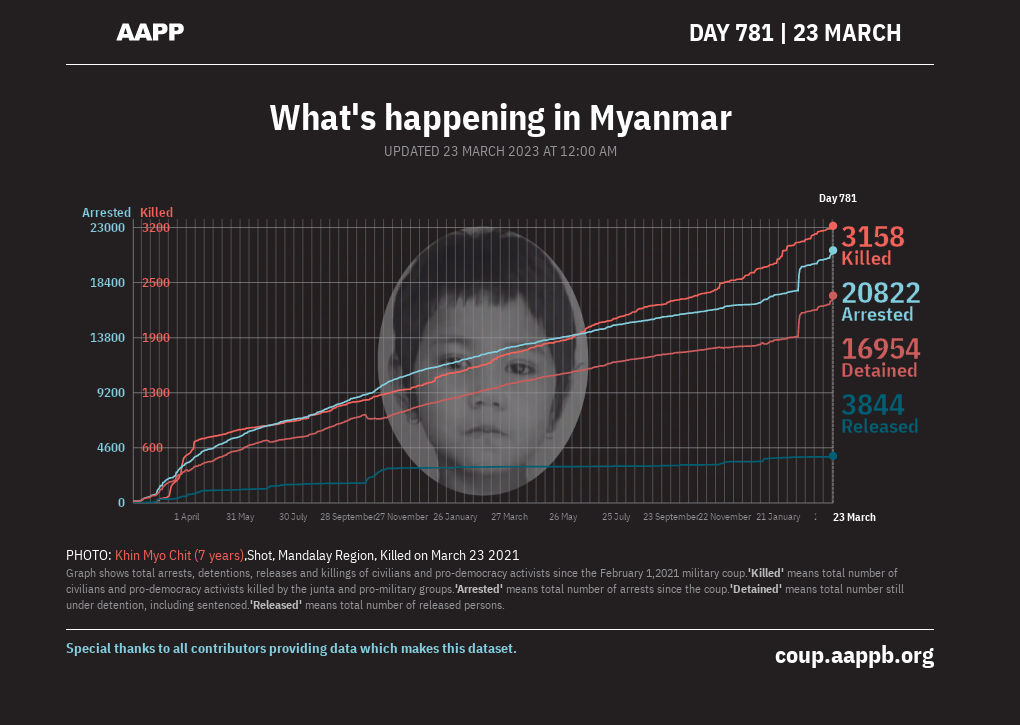 AAPP
DAY 781 | 23 MARCH
What's happening in Myanmar
UPDATED 23 MARCH 2023 AT 12:00 AM
Day 781
Arrested Killed
23000 3200
18400 2500
13800 1900
9200 1300
4600 600
0
3158
Killed
20822
Arrested
16954
Detained
3844
Released
1 April 31 May 30 July 28 September 27 November 26 January 27 March 26 May 25 July 23 September 22 November 21 January 23 March
PHOTO: Khin Myo Chit (7 years),Shot, Mandalay Region, Killed on March 23 2021
Graph shows total arrests, detentions, releases and killings of civilians and pro-democracy activists since the February 1,2021 military coup.'Killed' means total number of
civilians and pro-democracy activists killed by the junta and pro-military groups.'Arrested' means total number of arrests since the coup.'Detained' means total number still
under detention, including sentenced.'Released' means total number of released persons.
Special thanks to all contributors providing data which makes this dataset.
coup.aappb.org